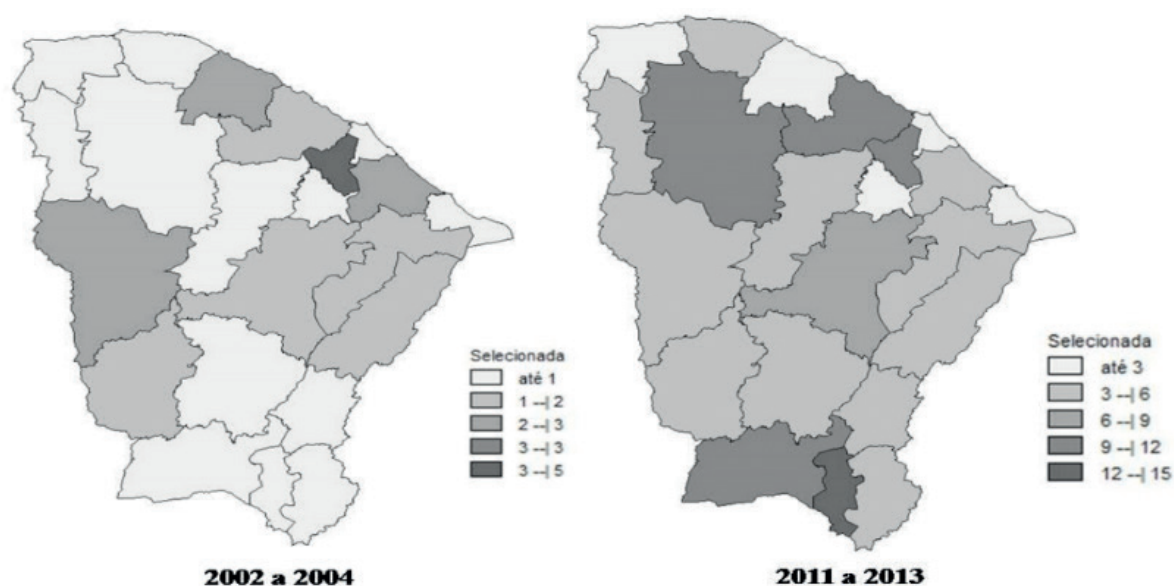 Selecionada
até 1
1 --| 2
2 --| 3
3 --| 3
3 --| 5
2002 a 2004
Selecionada
até 3
3 --| 6
6 --| 9
9 --| 12
12 --| 15
2011 a 2013